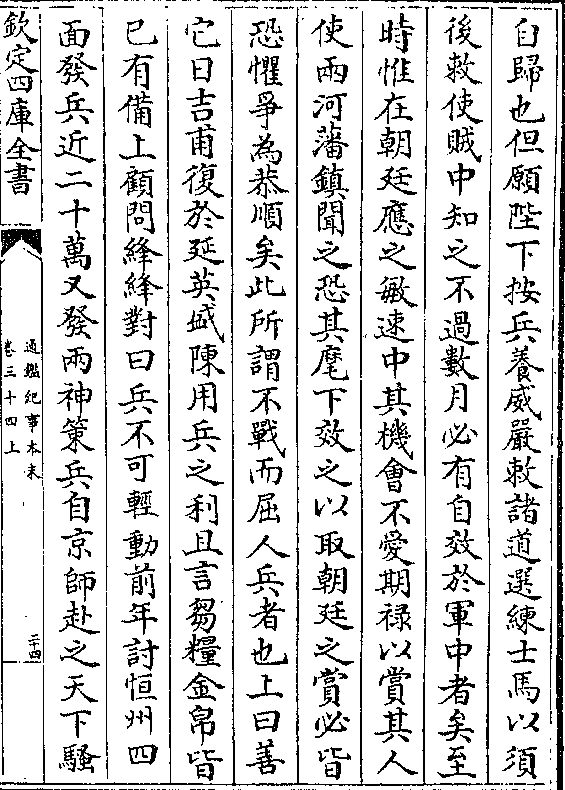 自歸也但願陛下按兵養威嚴敕諸道選練士馬以須
後敕使賊中知之不過數月必有自效於軍中者矣至
時惟在朝廷應之敏速中其機會不愛爵祿以賞其人
使兩河藩鎮聞之恐其麾下效之以取朝廷之賞必皆
恐懼爭為恭順矣此所謂不戰而屈人兵者也上曰善
它日吉甫復於延英盛陳用兵之利且言芻糧金帛皆
已有備上顧問絳絳對曰兵不可輕動前年討恒州四
面發兵近二十萬又發兩神策兵自京師赴之天下騷
欽定四庫全書
通鑑紀事本末
卷三十四上
二十四